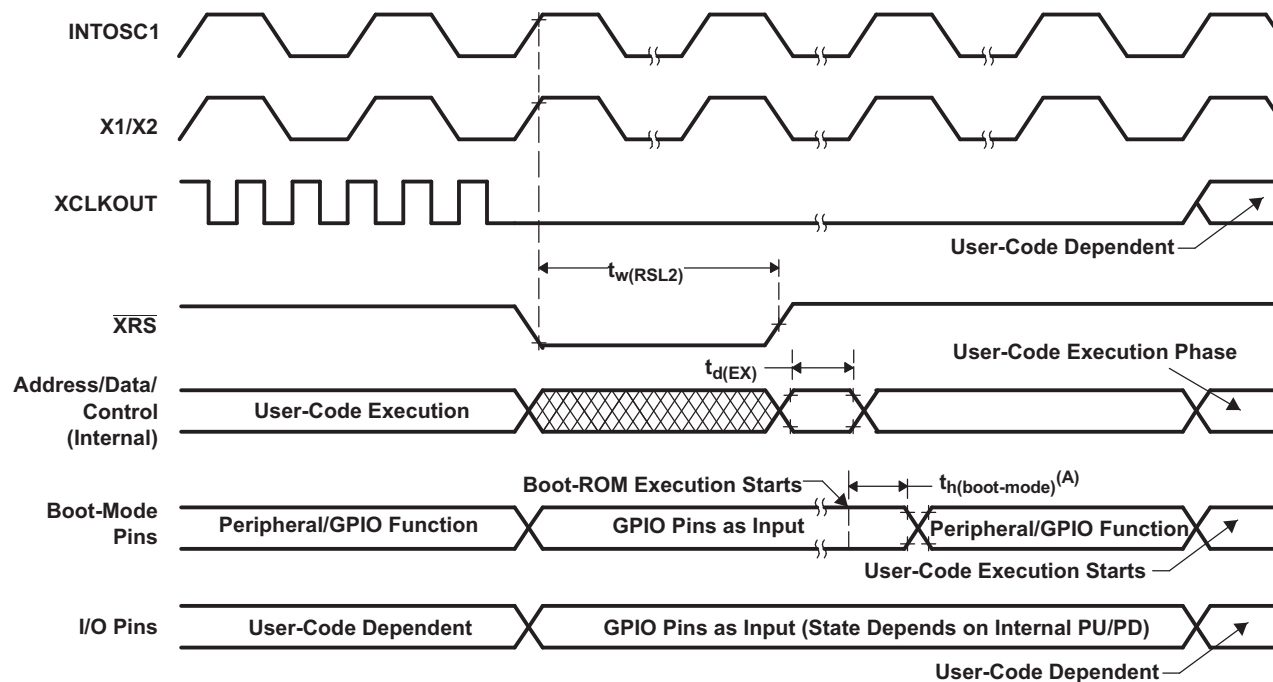 INTOSC1
X1/X2
XCLKOUT
User-Code Dependent
tw(RSL2)
XRS
User-Code Execution Phase
td(EX)
Address/Data/
Control
(Internal)
User-Code Execution
Boot-ROM Execution Starts
th(boot-mode)(A)
Boot-Mode
Pins
Peripheral/GPIO Function
GPIO Pins as Input
Peripheral/GPIO Function
User-Code Execution Starts
I/O Pins
User-Code Dependent
GPIO Pins as Input (State Depends on Internal PU/PD)
User-Code Dependent